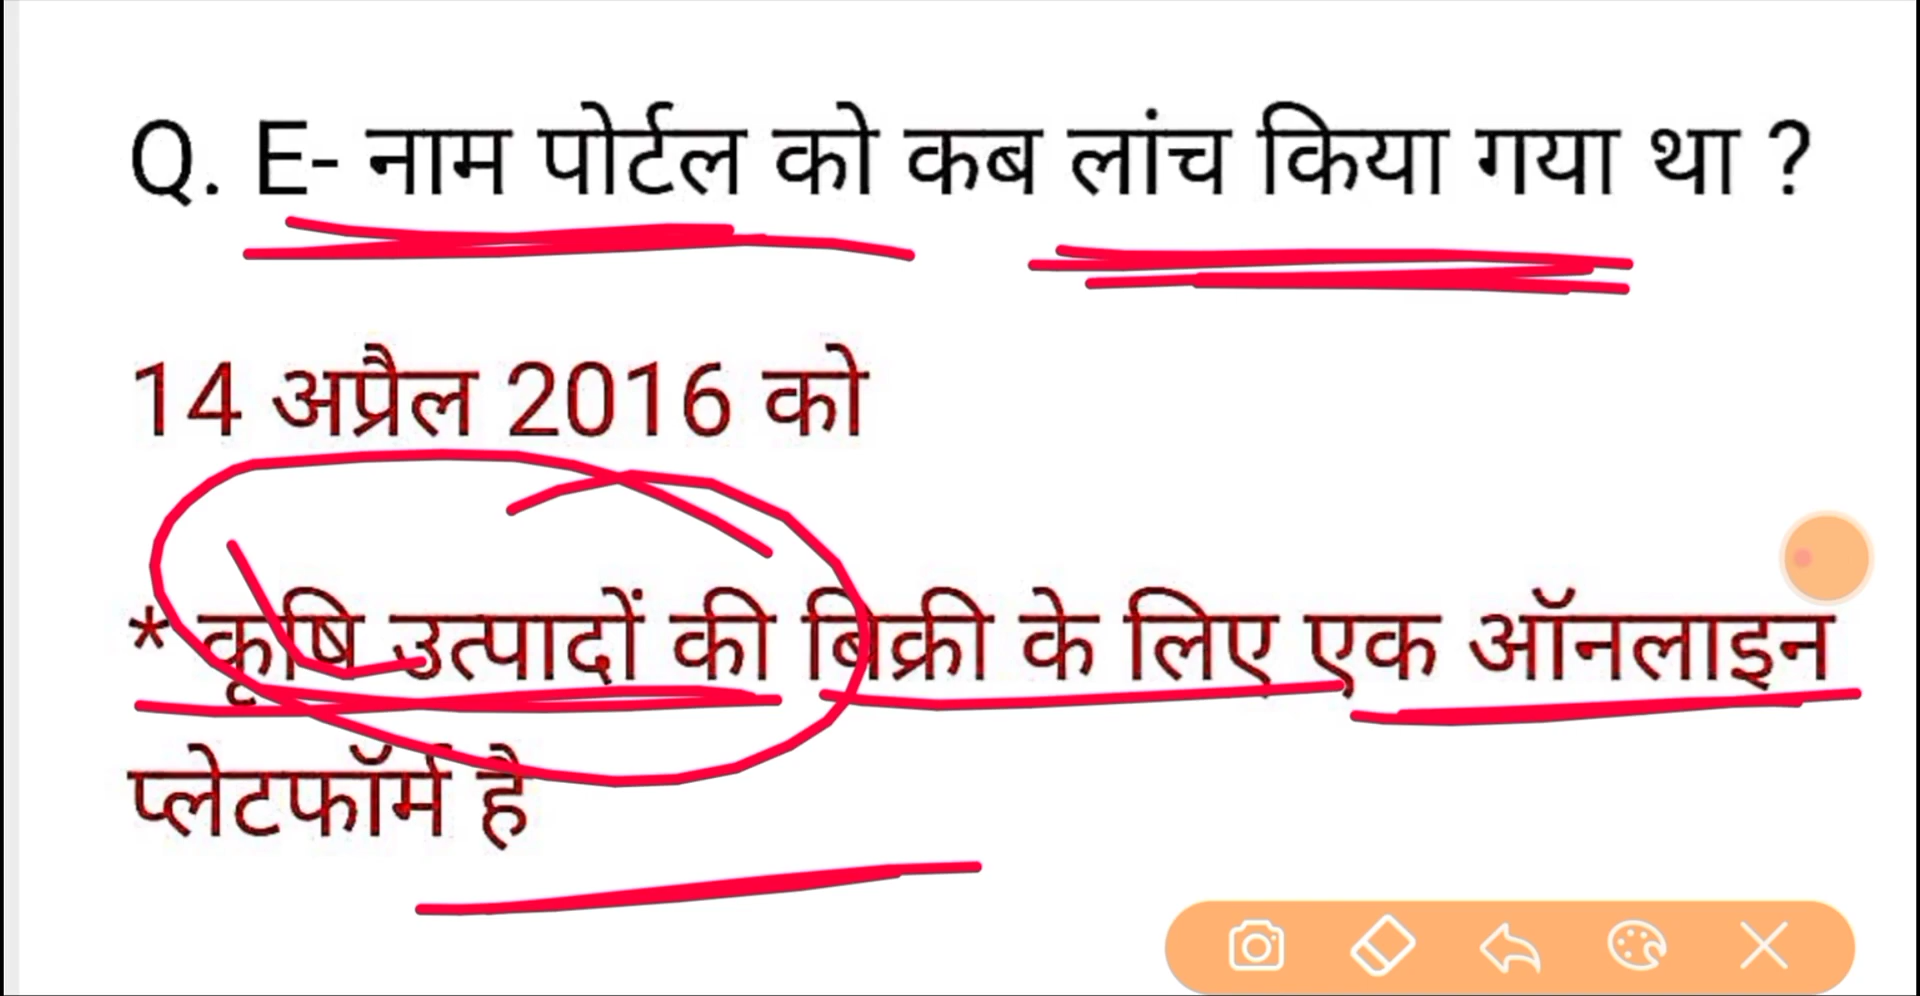 Q. E- नाम पोर्टल को कब लांच किया गया था ?
14 अप्रैल 2016 को
* कृषि उत्पादों की बिक्री के लिए एक ऑनलाइन
प्लेटफॉर्म है